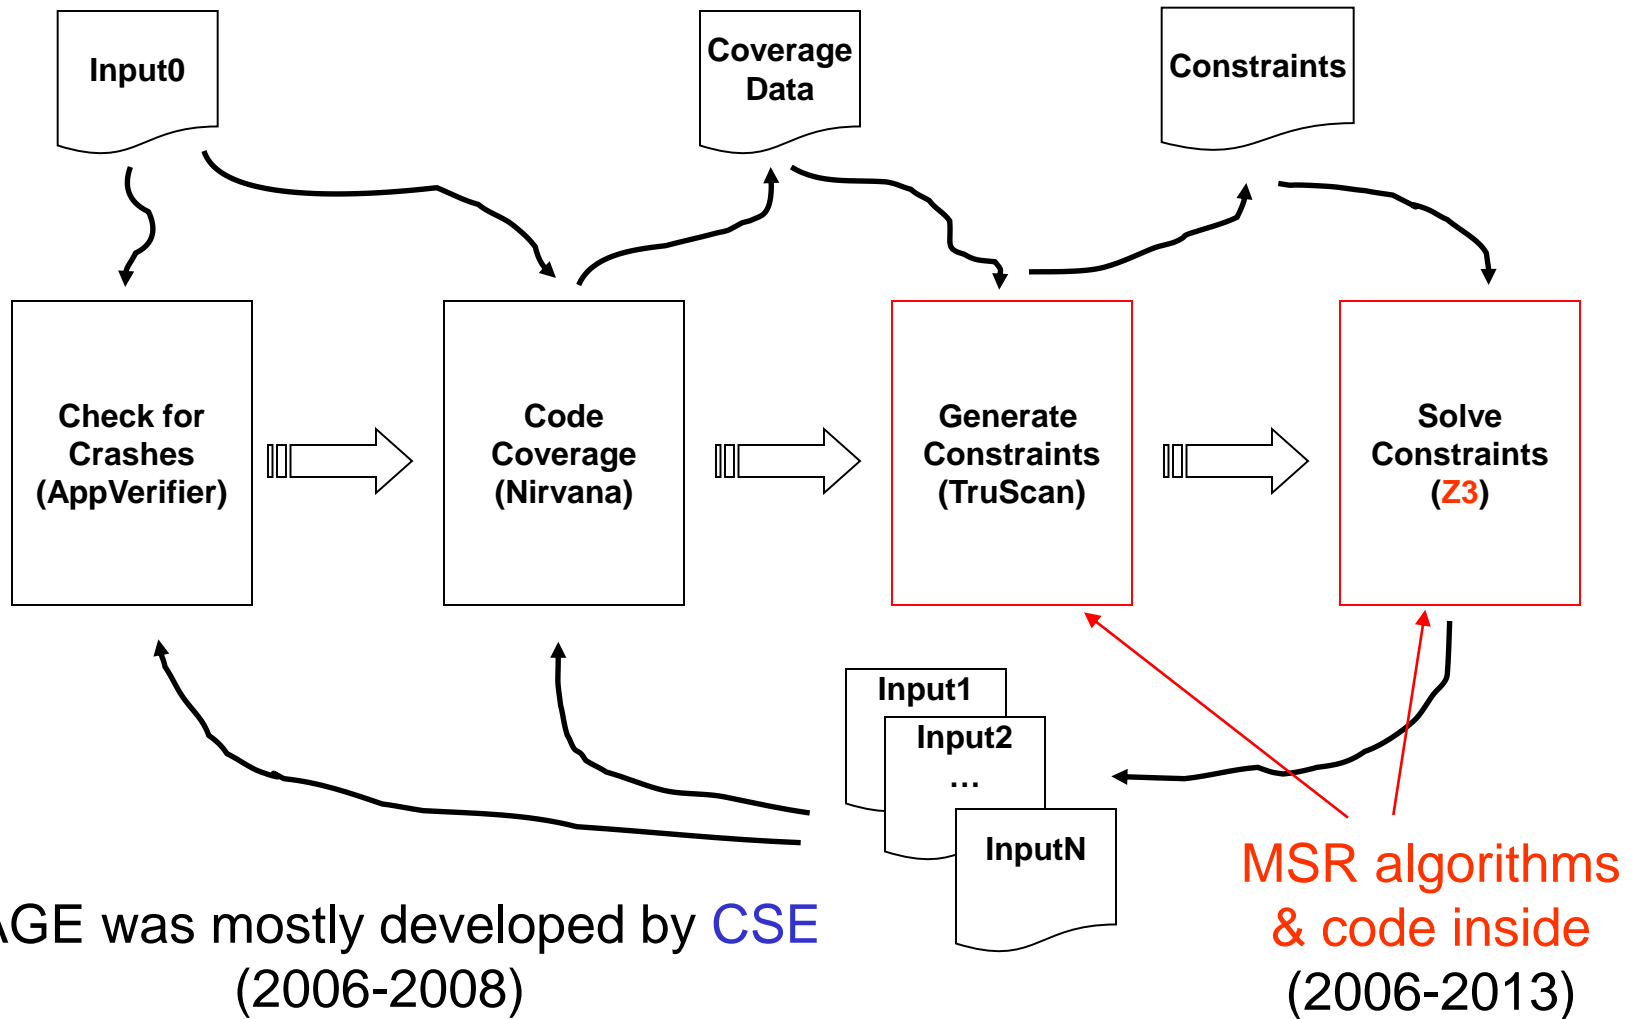 Input0
Coverage
Data
Constraints
Check for
Crashes
(AppVerifier)
Code
Coverage
(Nirvana)
Generate
Constraints
(TruScan)
Solve
Constraints
(Z3)
Input1
Input2
…
InputN
AGE was mostly developed by CSE
(2006-2008)
MSR algorithms
& code inside
(2006-2013)